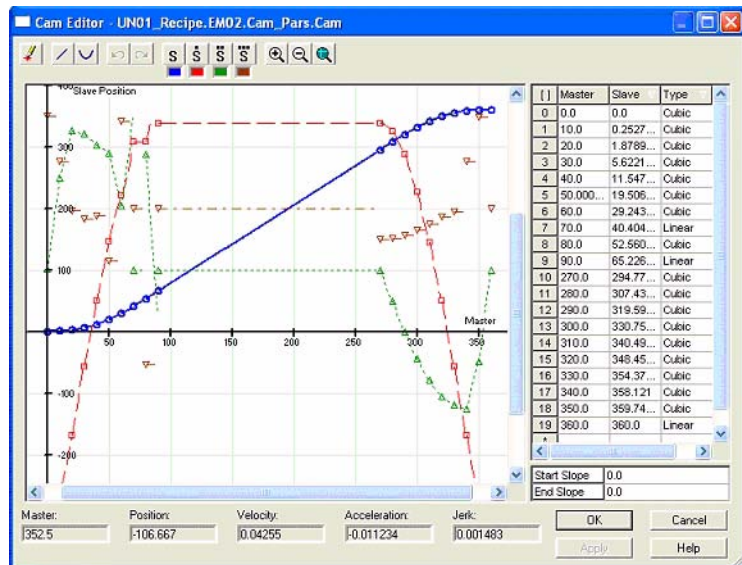 Cam Editor - UN01_Recipe.EM02.Cam_Pars.Cam
S S S S
400
Slave Position
300
200
100
0 50 100 150 200 250 300 350
Master
-100
-200
[ ] Master Slave Type
0 0.0 0.0 Cubic
1 10.0 0.2527... Cubic
2 20.0 1.8789... Cubic
3 30.0 5.6221... Cubic
4 40.0 11.547... Cubic
5 50.000... 19.506... Cubic
6 60.0 29.243... Cubic
7 70.0 40.404... Linear
8 80.0 52.560... Cubic
9 90.0 65.226... Linear
10 270.0 294.77... Cubic
11 280.0 307.43... Cubic
12 290.0 319.59... Cubic
13 300.0 330.75... Cubic
14 310.0 340.49... Cubic
15 320.0 348.45... Cubic
16 330.0 354.37... Cubic
17 340.0 358.121 Cubic
18 350.0 359.74... Cubic
19 360.0 360.0 Linear
*
Start Slope 0.0
End Slope 0.0
Master: Position: Velocity: Acceleration: Jerk:
352.5 -106.667 0.04255 -0.011234 0.001483
OK Cancel
Apply Help